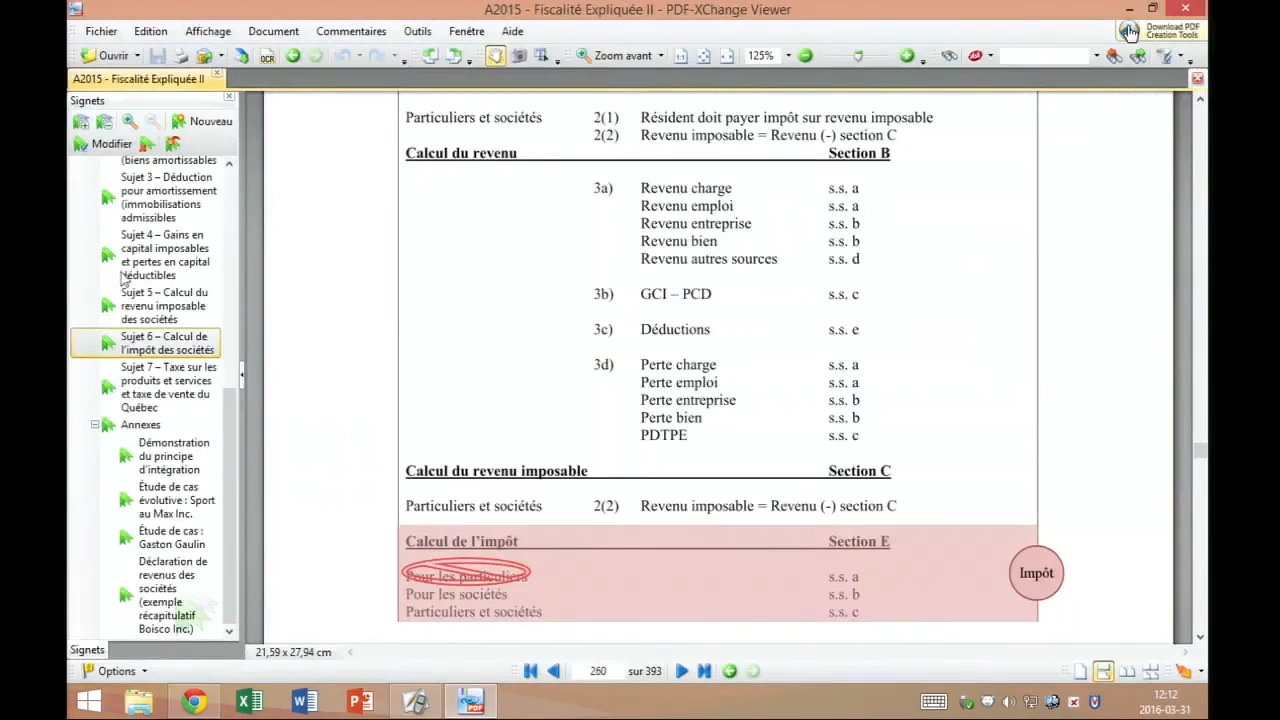 A2015 - Fiscalité Expliquée II - PDF-XChange Viewer
Fichier Edition Affichage Document Commentaires Outils Fenêtre Aide
Download PDF
Creation Tools
Ouvrir OCR Zoom avant 125%
A2015 - Fiscalité Expliquée II
Signets
Nouveau
Modifier
(biens amortissables
Sujet 3 – Déduction
pour amortissement
(immobilisations
admissibles
Sujet 4 – Gains en
capital imposables
et pertes en capital
déductibles
Sujet 5 – Calcul du
revenu imposable
des sociétés
Sujet 6 – Calcul de
l'impôt des sociétés
Sujet 7 – Taxe sur les
produits et services
et taxe de vente du
Québec
Annexes
Démonstration
du principe
d'intégration
Étude de cas
évolutive : Sport
au Max Inc.
Étude de cas :
Gaston Gaulin
Déclaration de
revenus des
sociétés
(exemple
récapitulatif
Boisco Inc.)
Signets
Options
Particuliers et sociétés 2(1) Résident doit payer impôt sur revenu imposable
2(2) Revenu imposable = Revenu (-) section C
Calcul du revenu Section B
3a) Revenu charge s.s. a
Revenu emploi s.s. a
Revenu entreprise s.s. b
Revenu bien s.s. b
Revenu autres sources s.s. d
3b) GCI – PCD s.s. c
3c) Déductions s.s. e
3d) Perte charge s.s. a
Perte emploi s.s. a
Perte entreprise s.s. b
Perte bien s.s. b
PDTPE s.s. c
Calcul du revenu imposable Section C
Particuliers et sociétés 2(2) Revenu imposable = Revenu (-) section C
Calcul de l'impôt Section E
Pour les particuliers s.s. a
Pour les sociétés s.s. b
Particuliers et sociétés s.s. c
Impôt
21,59 x 27,94 cm
260 sur 393
12:12
2016-03-31